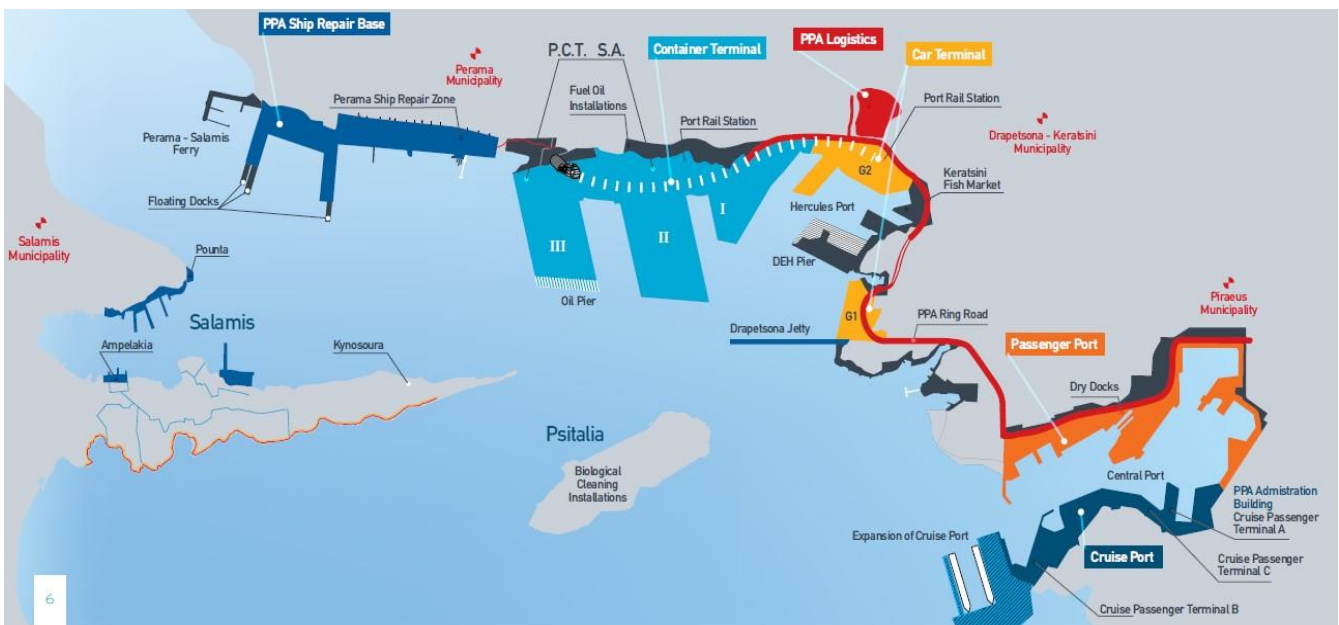 PPA Ship Repair Base
P.C.T. S.A.
Container Terminal
PPA Logistics
Car Terminal
Perama
Municipality
Fuel Oil
Installations
Perama Ship Repair Zone
Port Rail Station
Port Rail Station
Drapetsona - Keratsini
Municipality
Perama - Salamis
Ferry
G2
Keratsini
Fish Market
Floating Docks
Hercules Port
I
II
III
Salamis
Municipality
Pounta
DEH Pier
Oil Pier
Piraeus
Municipality
Salamis
G1
PPA Ring Road
Drapetsona Jetty
Passenger Port
Ampelakia
Kynosoura
Dry Docks
Psitalia
Biological
Cleaning
Installations
Central Port
PPA Admistration
Building
Cruise Passenger
Terminal A
Expansion of Cruise Port
Cruise Port
Cruise Passenger
Terminal C
Cruise Passenger Terminal B
6